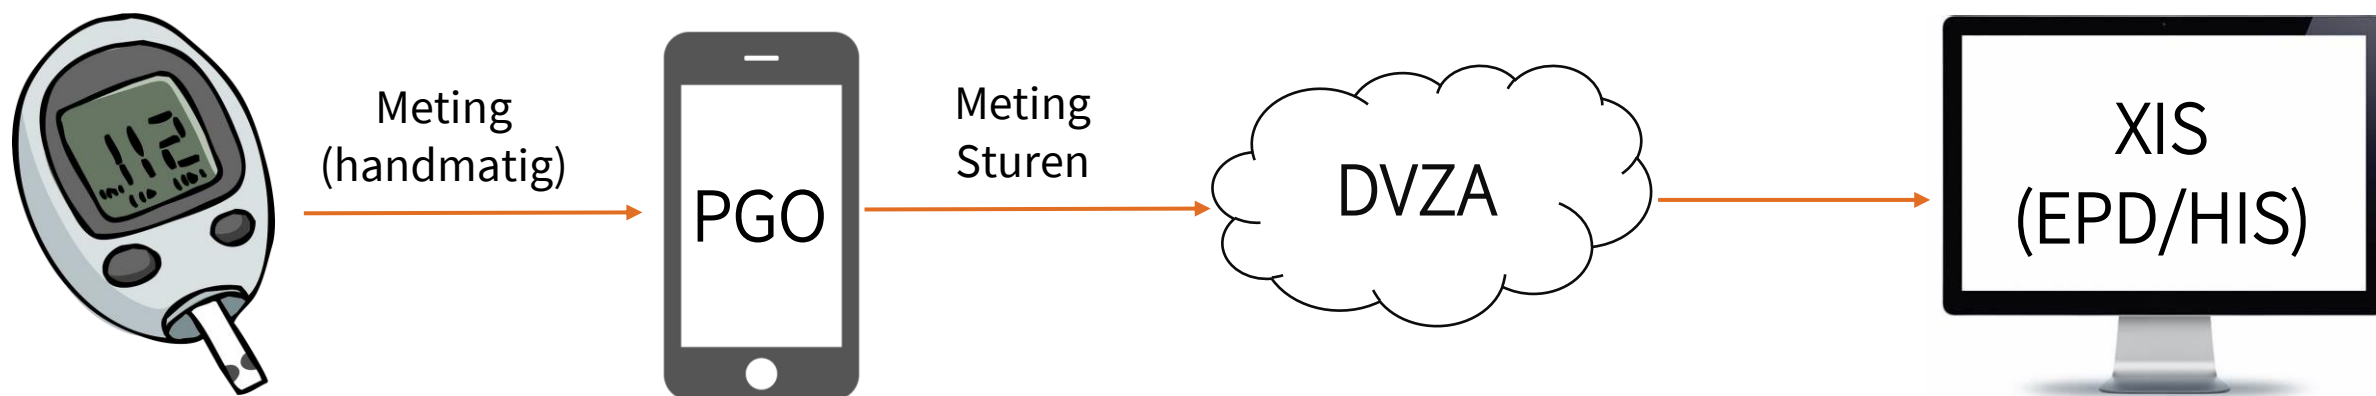 112
Meting
(handmatig)
PGO
Meting
Sturen
DVZA
XIS
(EPD/HIS)